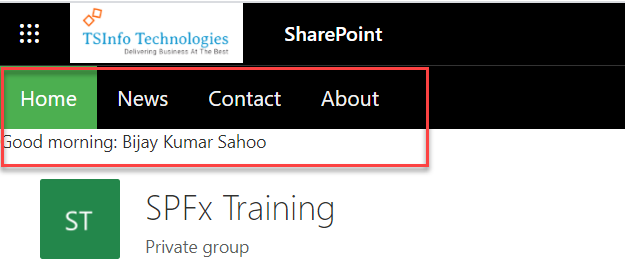 TSInfo Technologies
Delivering Business At The Best
SharePoint
Home News Contact About
Good morning: Bijay Kumar Sahoo
ST
SPFx Training
Private group